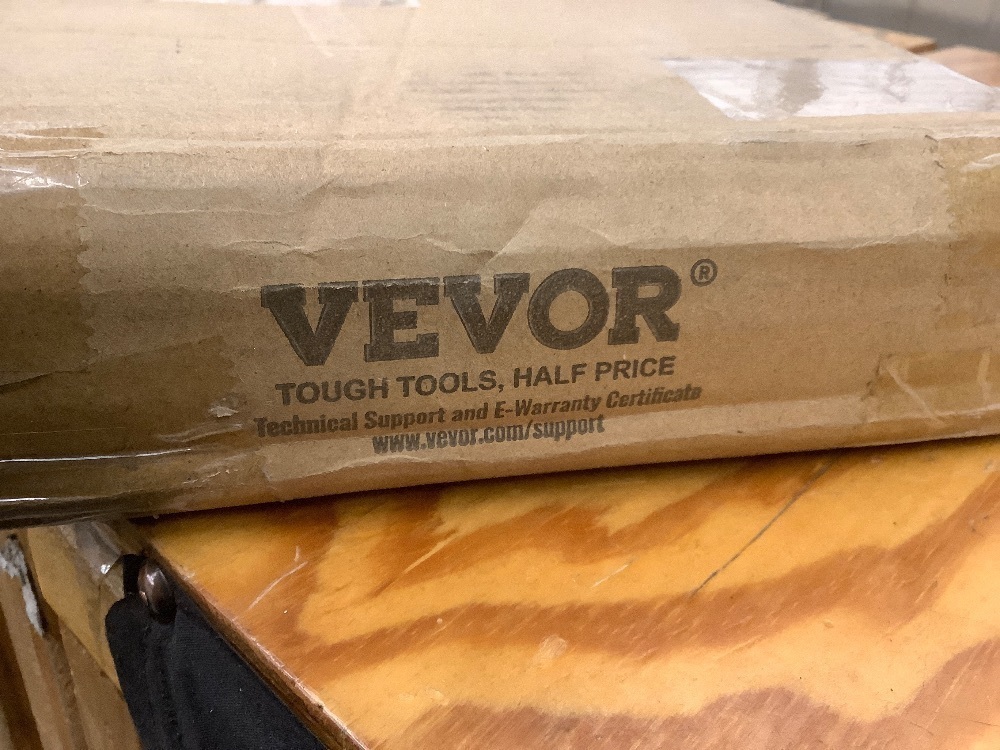 VEVOR®
TOUGH TOOLS, HALF PRICE
Technical Support and E-Warranty Certificate
www.vevor.com/support